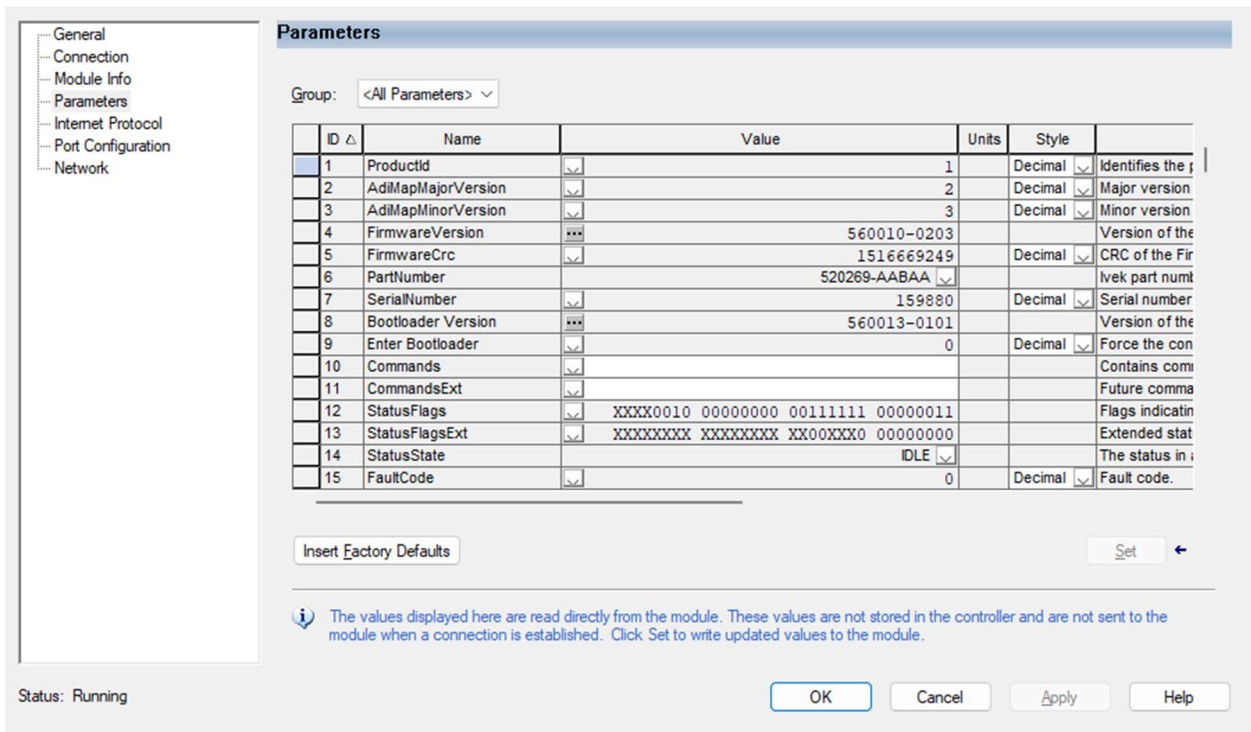 General
Connection
Module Info
Parameters
Internet Protocol
Port Configuration
Network
Parameters
Group: <All Parameters>
ID Name Value Units Style
1 ProductId 1 Decimal Identifies the p
2 AdiMapMajorVersion 2 Decimal Major version
3 AdiMapMinorVersion 3 Decimal Minor version
4 FirmwareVersion ... 560010-0203 Version of the
5 FirmwareCrc 1516669249 Decimal CRC of the Fir
6 PartNumber 520269-AABAA Ivek part numb
7 SerialNumber 159880 Decimal Serial number
8 Bootloader Version ... 560013-0101 Version of the
9 Enter Bootloader 0 Decimal Force the con
10 Commands Contains comm
11 CommandsExt Future comma
12 StatusFlags XXXX0010 00000000 00111111 00000011 Flags indicatin
13 StatusFlagsExt XXXXXXXX XXXXXXXX XX00XXX0 00000000 Extended stat
14 StatusState IDLE The status in a
15 FaultCode 0 Decimal Fault code.
Insert Factory Defaults
Set
The values displayed here are read directly from the module. These values are not stored in the controller and are not sent to the
module when a connection is established. Click Set to write updated values to the module.
Status: Running
OK Cancel Apply Help